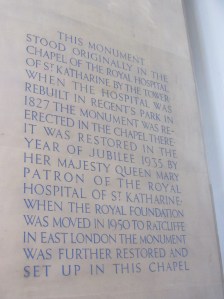 THIS MONUMENT
STOOD ORIGINALLY IN THE
CHAPEL OF THE ROYAL HOSPITAL
OF ST KATHARINE BY THE TOWER
WHEN THE HOSPITAL WAS
REBUILT IN REGENT'S PARK IN
1827 THE MONUMENT WAS RE-
ERECTED IN THE CHAPEL THERE·
IT WAS RESTORED IN THE
YEAR OF JUBILEE 1935 BY
HER MAJESTY QUEEN MARY
PATRON OF THE ROYAL
HOSPITAL OF ST KATHARINE·
WHEN THE ROYAL FOUNDATION
WAS MOVED IN 1950 TO RATCLIFFE
IN EAST LONDON THE MONUMENT
WAS FURTHER RESTORED AND
SET UP IN THIS CHAPEL